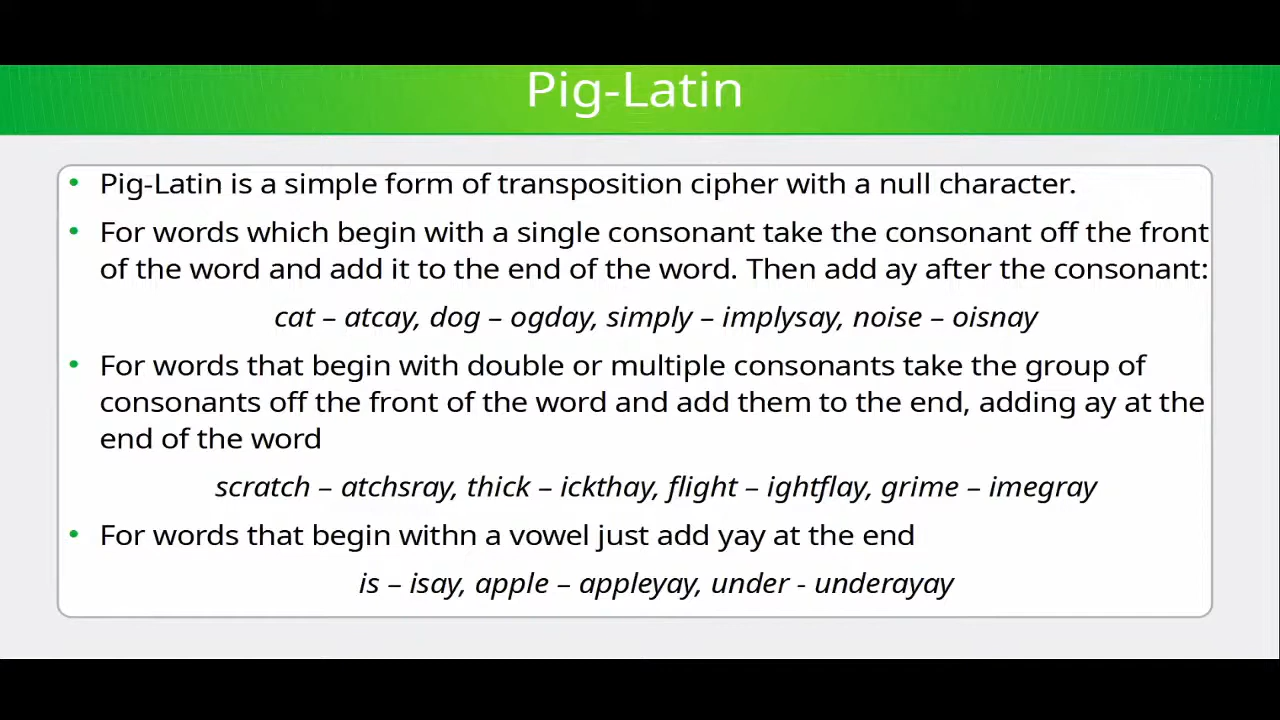 Pig-Latin
• Pig-Latin is a simple form of transposition cipher with a null character.
• For words which begin with a single consonant take the consonant off the front
of the word and add it to the end of the word. Then add ay after the consonant:
cat – atcay, dog – ogday, simply – implysay, noise – oisnay
• For words that begin with double or multiple consonants take the group of
consonants off the front of the word and add them to the end, adding ay at the
end of the word
scratch – atchsray, thick – ickthay, flight – ightflay, grime – imegray
• For words that begin withn a vowel just add yay at the end
is – isay, apple – appleyay, under - underayay